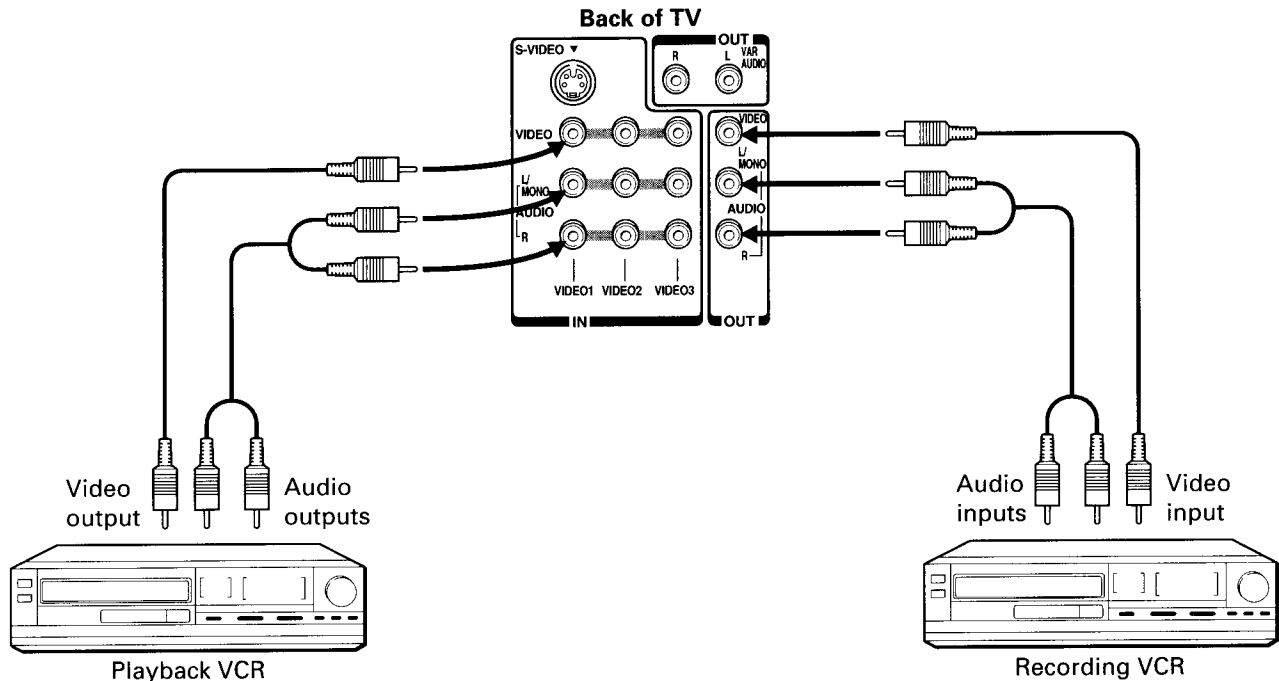 Back of TV
S-VIDEO ▼
OUT
R
L
VAR
AUDIO
VIDEO
L/
MONO
AUDIO
R
VIDEO1 VIDEO2 VIDEO3
IN
VIDEO
L/
MONO
AUDIO
R
OUT
Video
output
Audio
outputs
Playback VCR
Audio
inputs
Video
input
Recording VCR